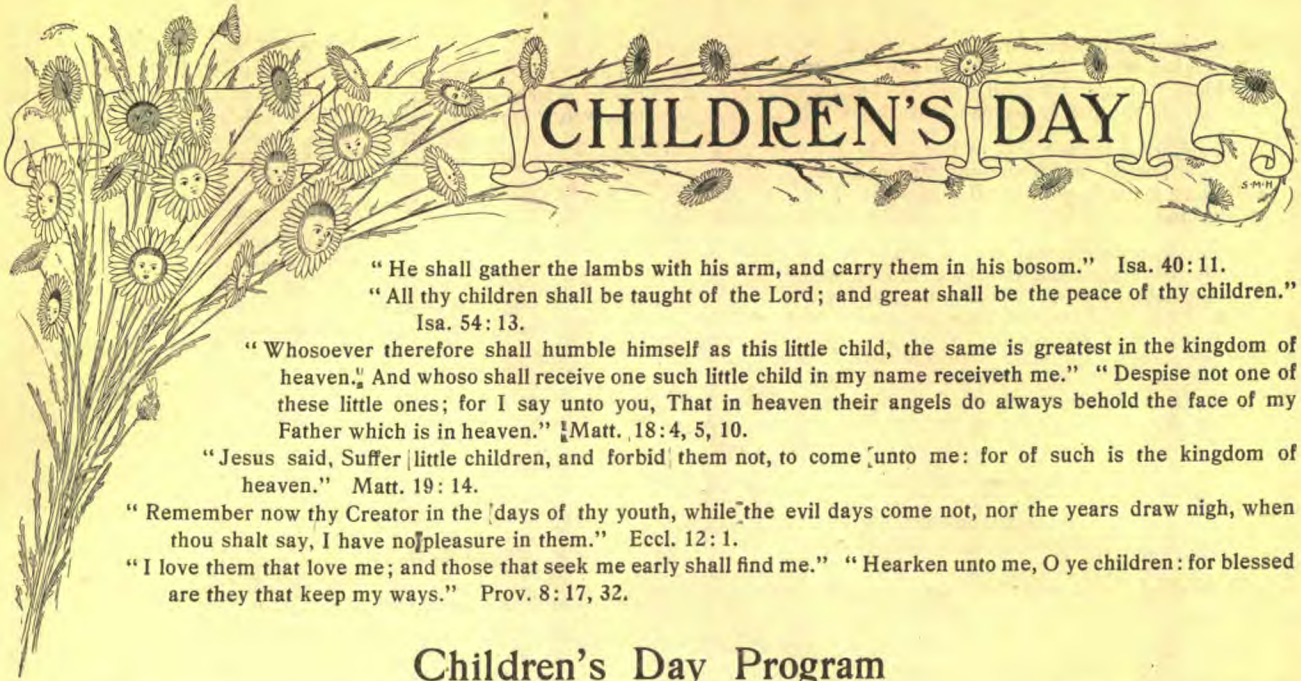 CHILDREN'S DAY
S·M·H
"He shall gather the lambs with his arm, and carry them in his bosom." Isa. 40: 11.
"All thy children shall be taught of the Lord; and great shall be the peace of thy children."
Isa. 54: 13.
"Whosoever therefore shall humble himself as this little child, the same is greatest in the kingdom of
heaven." And whoso shall receive one such little child in my name receiveth me." "Despise not one of
these little ones; for I say unto you, That in heaven their angels do always behold the face of my
Father which is in heaven." Matt. 18: 4, 5, 10.
"Jesus said, Suffer little children, and forbid them not, to come unto me: for of such is the kingdom of
heaven." Matt. 19: 14.
"Remember now thy Creator in the days of thy youth, while the evil days come not, nor the years draw nigh, when
thou shalt say, I have no pleasure in them." Eccl. 12: 1.
"I love them that love me; and those that seek me early shall find me." "Hearken unto me, O ye children: for blessed
are they that keep my ways." Prov. 8: 17, 32.
Children's Day Program